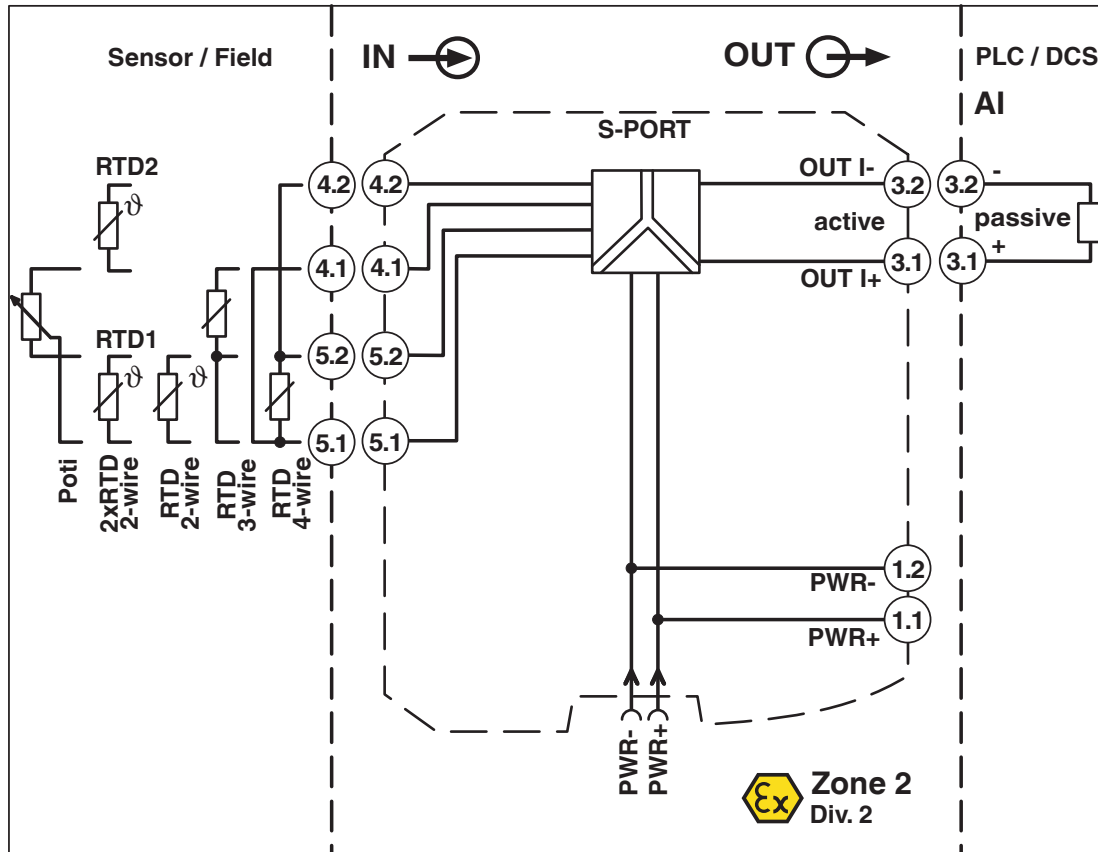 Sensor / Field
IN
OUT
PLC / DCS
AI
S-PORT
RTD2
ϑ
4.2
4.2
OUT I-
3.2
3.2
-
active
passive
4.1
4.1
OUT I+
3.1
3.1
+
RTD1
ϑ
ϑ
5.2
5.2
5.1
5.1
Poti
2xRTD
2-wire
RTD
2-wire
RTD
3-wire
RTD
4-wire
PWR-
1.2
PWR+
1.1
PWR-
PWR+
Ex
Zone 2
Div. 2